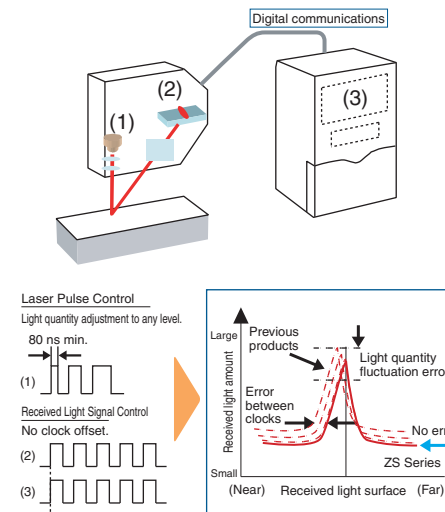 Digital communications
(1)
(2)
(3)
Laser Pulse Control
Light quantity adjustment to any level.
80 ns min.
(1)
Received Light Signal Control
No clock offset.
(2)
(3)
Large
Received light amount
Small
Previous
products
Error
between
clocks
Light quantity
fluctuation erro
No err
ZS Series
(Near)
Received light surface
(Far)